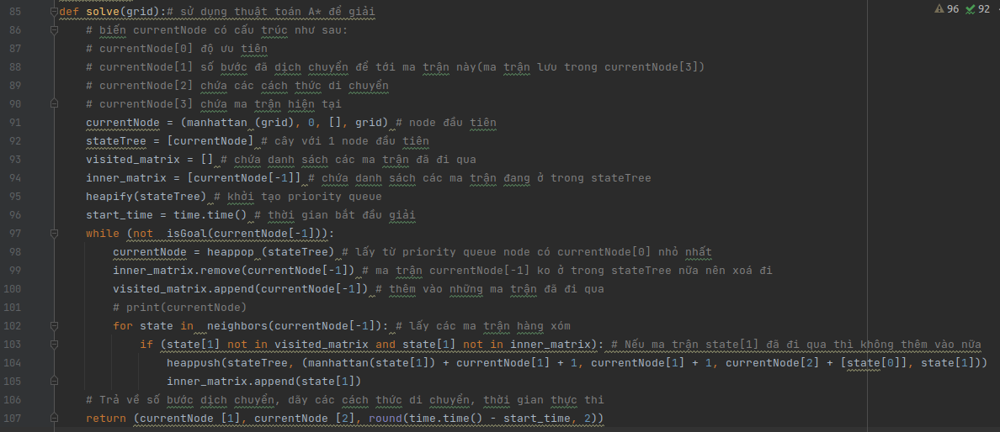 85 def solve(grid):# sử dụng thuật toán A* để giải
86 # biến currentNode có cấu trúc như sau:
87 # currentNode[0] độ ưu tiên
88 # currentNode[1] số bước đã dịch chuyển để tới ma trận này(ma trận lưu trong currentNode[3])
89 # currentNode[2] chứa các cách thức di chuyển
90 # currentNode[3] chứa ma trận hiện tại
91 currentNode = (manhattan (grid), 0, [], grid) # node đầu tiên
92 stateTree = [currentNode] # cây với 1 node đầu tiên
93 visited_matrix = [] # chứa danh sách các ma trận đã đi qua
94 inner_matrix = [currentNode[-1]] # chứa danh sách các ma trận đang ở trong stateTree
95 heapify(stateTree) # khởi tạo priority queue
96 start_time = time.time() # thời gian bắt đầu giải
97 while (not  isGoal(currentNode[-1])):
98 currentNode = heappop (stateTree) # lấy từ priority queue node có currentNode[0] nhỏ nhất
99 inner_matrix.remove(currentNode[-1]) # ma trận currentNode[-1] ko ở trong stateTree nữa nên xoá đi
100 visited_matrix.append(currentNode[-1]) # thêm vào những ma trận đã đi qua
101 # print(currentNode)
102 for state in  neighbors(currentNode[-1]): # lấy các ma trận hàng xóm
103 if (state[1] not in visited_matrix and state[1] not in inner_matrix): # Nếu ma trận state[1] đã đi qua thì không thêm vào nữa
104 heappush(stateTree, (manhattan(state[1]) + currentNode[1] + 1, currentNode[1] + 1, currentNode[2] + [state[0]], state[1]))
105 inner_matrix.append(state[1])
106 # Trả về số bước dịch chuyển, dãy các cách thức di chuyển, thời gian thực thi
107 return (currentNode [1], currentNode [2], round(time.time() - start_time, 2))
96 92